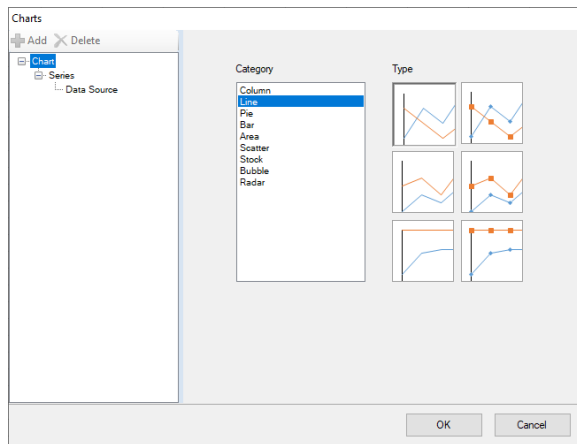 Charts
Add Delete
Chart
Series
Data Source
Category
Column
Line
Pie
Bar
Area
Scatter
Stock
Bubble
Radar
Type
OK Cancel